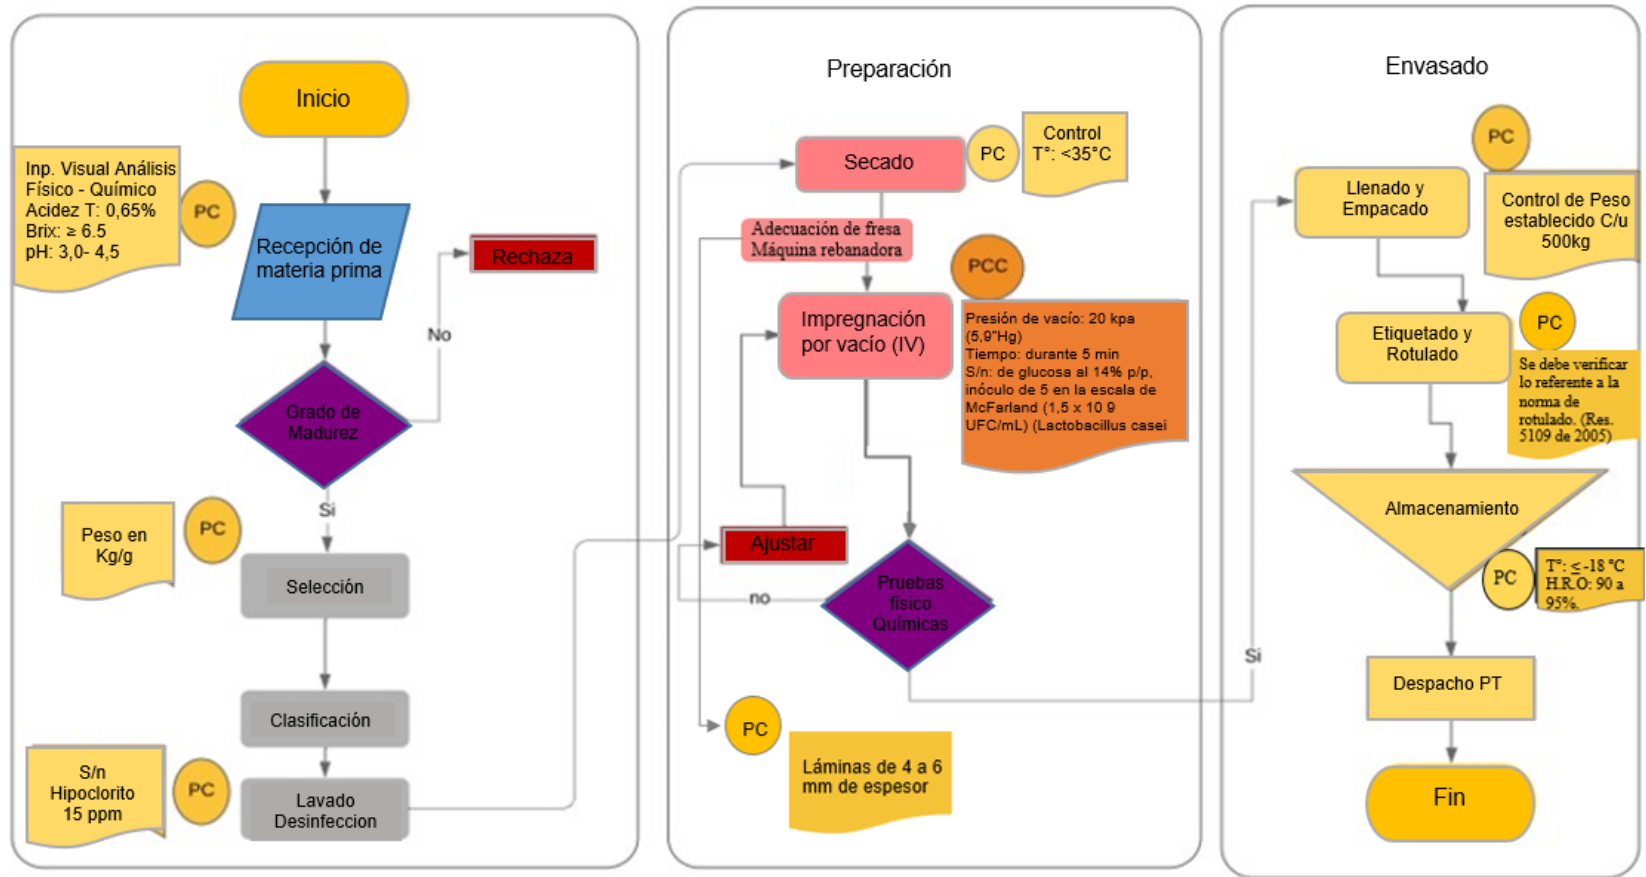 Inicio
Inp. Visual Análisis
Físico - Químico
Acidez T: 0,65%
Brix: ≥ 6.5
pH: 3,0- 4,5
PC
Recepción de
materia prima
Rechaza
No
Grado de
Madurez
Si
Peso en
Kg/g
PC
Selección
Clasificación
S/n
Hipoclorito
15 ppm
PC
Lavado
Desinfeccion
Preparación
Secado
PC
Control
T°: <35°C
Adecuación de fresa
Máquina rebanadora
PCC
Impregnación
por vacío (IV)
Presión de vacío: 20 kpa
(5,9"Hg)
Tiempo: durante 5 min
S/n: de glucosa al 14% p/p,
inóculo de 5 en la escala de
McFarland (1,5 x 10 9
UFC/mL) (Lactobacillus casei
Ajustar
no
Pruebas
físico
Químicas
PC
Láminas de 4 a 6
mm de espesor
Si
Envasado
PC
Llenado y
Empacado
Control de Peso
establecido C/u
500kg
Etiquetado y
Rotulado
PC
Se debe verificar
lo referente a la
norma de
rotulado. (Res.
5109 de 2005)
Almacenamiento
PC
T°: ≤ -18 °C
H.R.O: 90 a
95%.
Despacho PT
Fin